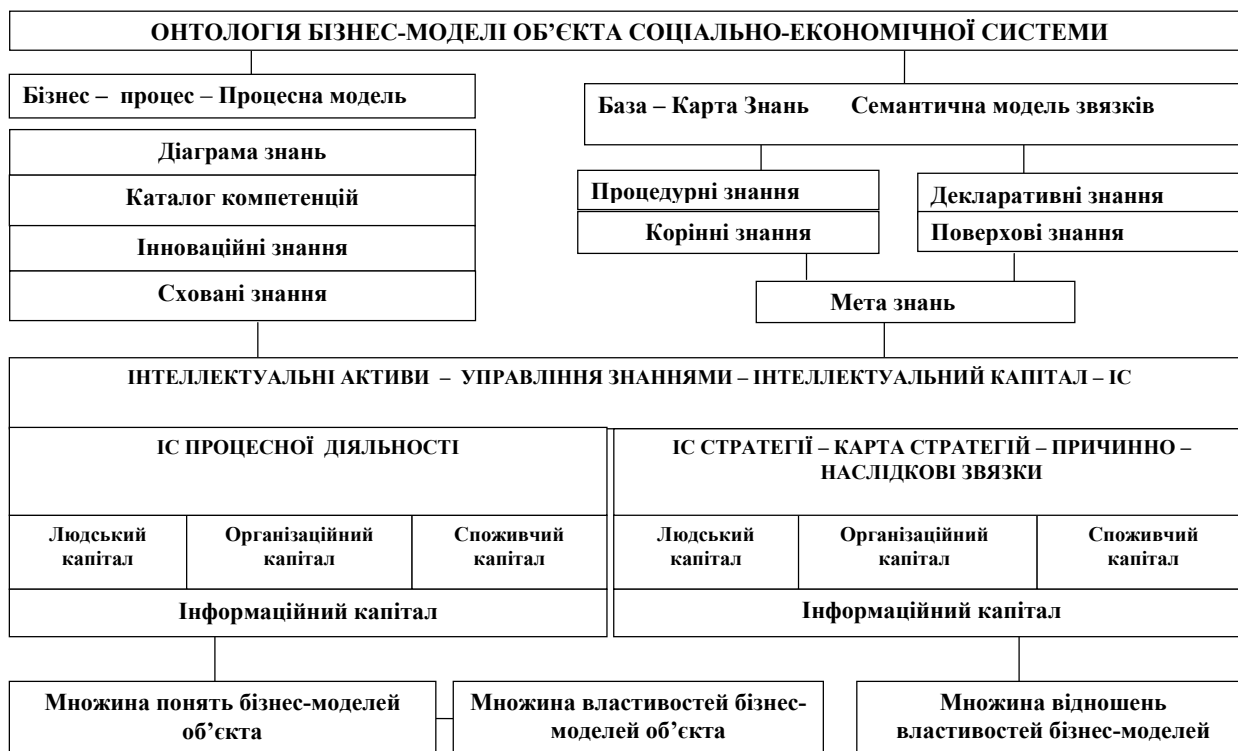 ОНТОЛОГІЯ БІЗНЕС-МОДЕЛІ ОБ’ЄКТА СОЦІАЛЬНО-ЕКОНОМІЧНОЇ СИСТЕМИ
Бізнес – процес – Процесна модель
База – Карта Знань Семантична модель звязків
Діаграма знань
Каталог компетенцій
Інноваційні знання
Сховані знання
Процедурні знання
Корінні знання
Декларативні знання
Поверхові знання
Мета знань
ІНТЕЛЛЕКТУАЛЬНІ АКТИВИ – УПРАВЛІННЯ ЗНАННЯМИ – ІНТЕЛЛЕКТУАЛЬНИЙ КАПІТАЛ – ІС
ІС ПРОЦЕСНОЇ ДІЯЛЬНОСТІ
ІС СТРАТЕГІЇ – КАРТА СТРАТЕГІЙ – ПРИЧИННО –
НАСЛІДКОВІ ЗВЯЗКИ
Людський
капітал
Організаційний
капітал
Споживчий
капітал
Людський
капітал
Організаційний
капітал
Споживчий
капітал
Інформаційний капітал
Інформаційний капітал
Множина понять бізнес-моделей
об’єкта
Множина властивостей бізнес-
моделей об’єкта
Множина відношень
властивостей бізнес-моделей